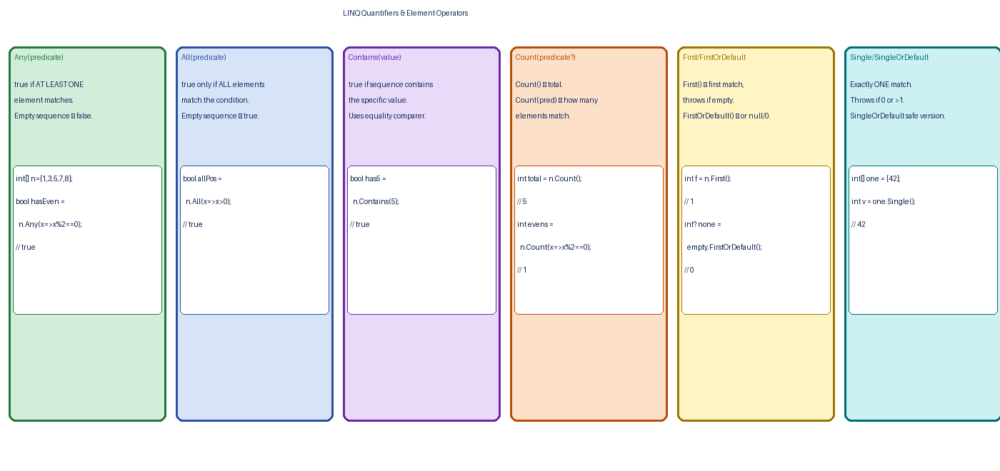 LINQ Quantifiers & Element Operators
Any(predicate)
true if AT LEAST ONE
element matches.
Empty sequence ☒ false.
int[] n={1,3,5,7,8};
bool hasEven =
n.Any(x=>x%2==0);
// true
All(predicate)
true only if ALL elements
match the condition.
Empty sequence ☒ true.
bool allPos =
n.All(x=>x>0);
// true
Contains(value)
true if sequence contains
the specific value.
Uses equality comparer.
bool has5 =
n.Contains(5);
// true
Count(predicate?)
Count() ☒ total.
Count(pred) ☒ how many
elements match.
int total = n.Count();
// 5
int evens =
n.Count(x=>x%2==0);
// 1
First/FirstOrDefault
First() ☒ first match,
throws if empty.
FirstOrDefault() ☒ or null/0.
int f = n.First();
// 1
int? none =
empty.FirstOrDefault();
// 0
Single/SingleOrDefault
Exactly ONE match.
Throws if 0 or >1.
SingleOrDefault safe version.
int[] one = {42};
int v = one.Single();
// 42